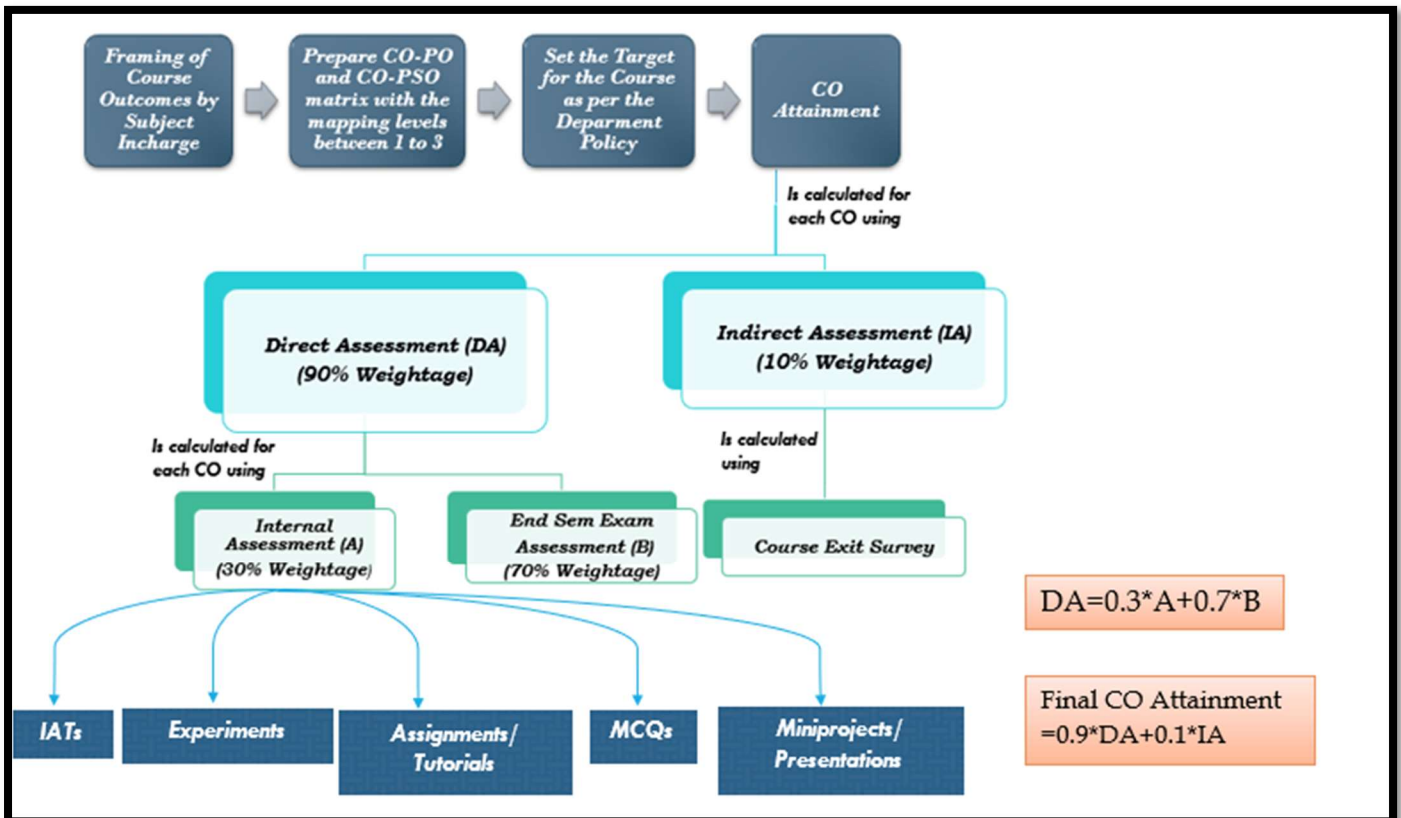 Framing of
Course
Outcomes by
Subject
Incharge
Prepare CO-PO
and CO-PSO
matrix with the
mapping levels
between 1 to 3
Set the Target
for the Course
as per the
Deparment
Policy
CO
Attainment
Is calculated for
each CO using
Direct Assessment (DA)
(90% Weightage)
Indirect Assessment (IA)
(10% Weightage)
Is calculated for
each CO using
Is calculated
using
Internal
Assessment (A)
(30% Weightage)
End Sem Exam
Assessment (B)
(70% Weightage)
Course Exit Survey
DA=0.3*A+0.7*B
Final CO Attainment
=0.9*DA+0.1*IA
IATs
Experiments
Assignments/
Tutorials
MCQs
Miniprojects/
Presentations